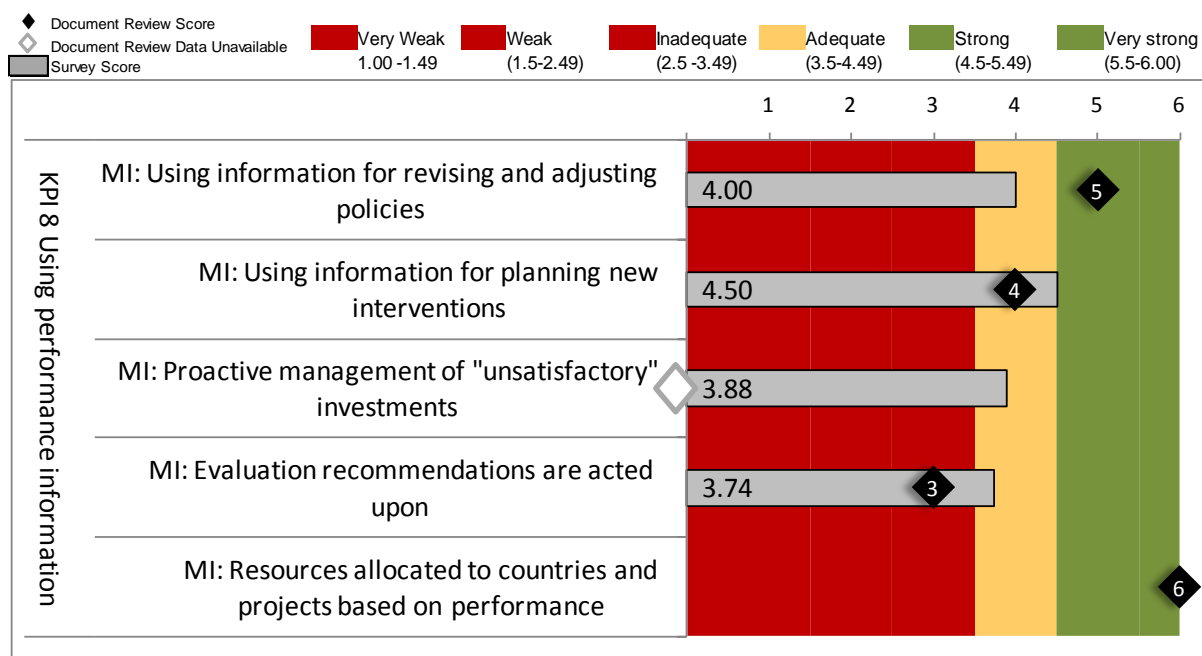 Document Review Score
Document Review Data Unavailable
Survey Score
Very Weak
1.00 -1.49
Weak
(1.5-2.49)
Inadequate
(2.5 -3.49)
Adequate
(3.5-4.49)
Strong
(4.5-5.49)
Very strong
(5.5-6.00)
1 2 3 4 5 6
KPI 8 Using performance information
MI: Using information for revising and adjusting
policies
4.00
5
MI: Using information for planning new
interventions
4.50
4
MI: Proactive management of "unsatisfactory"
investments
3.88
MI: Evaluation recommendations are acted
upon
3.74
3
MI: Resources allocated to countries and
projects based on performance
6